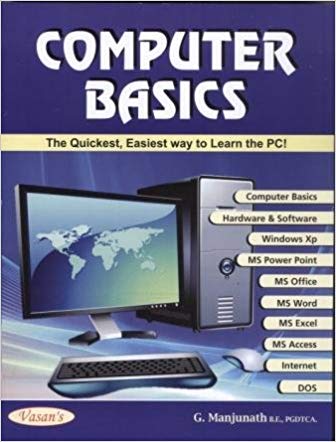 COMPUTER
BASICS
The Quickest, Easiest way to Learn the PC!
Computer Basics
Hardware & Software
Windows Xp
MS Power Point
MS Office
MS Word
MS Excel
MS Access
Internet
DOS
Vasan's
G. Manjunath B.E., PGDTCA.